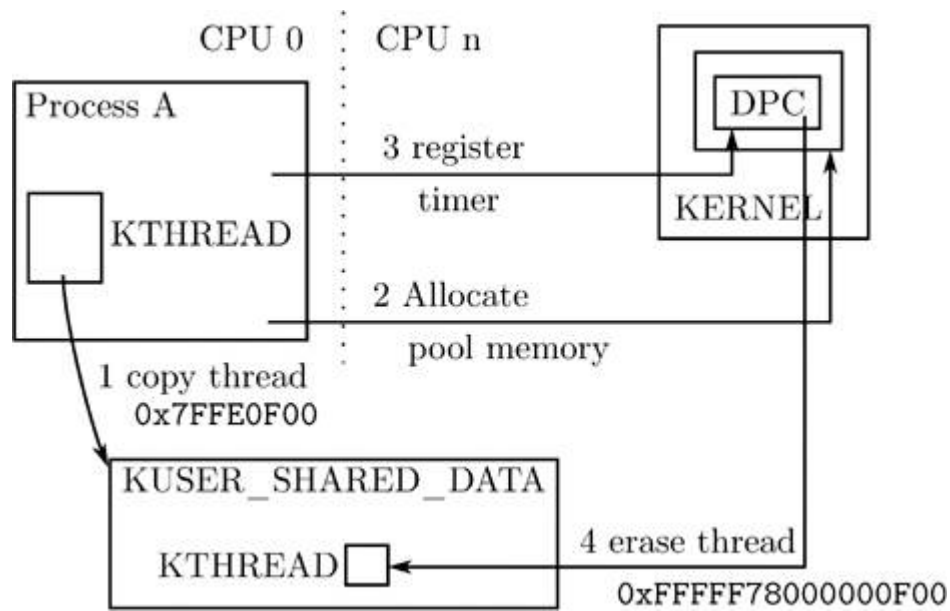 CPU 0
CPU n
Process A
DPC
3 register
timer
KERNEL
KTHREAD
2 Allocate
pool memory
1 copy thread
0x7FFE0F00
KUSER_SHARED_DATA
KTHREAD
4 erase thread
0xFFFFF78000000F00